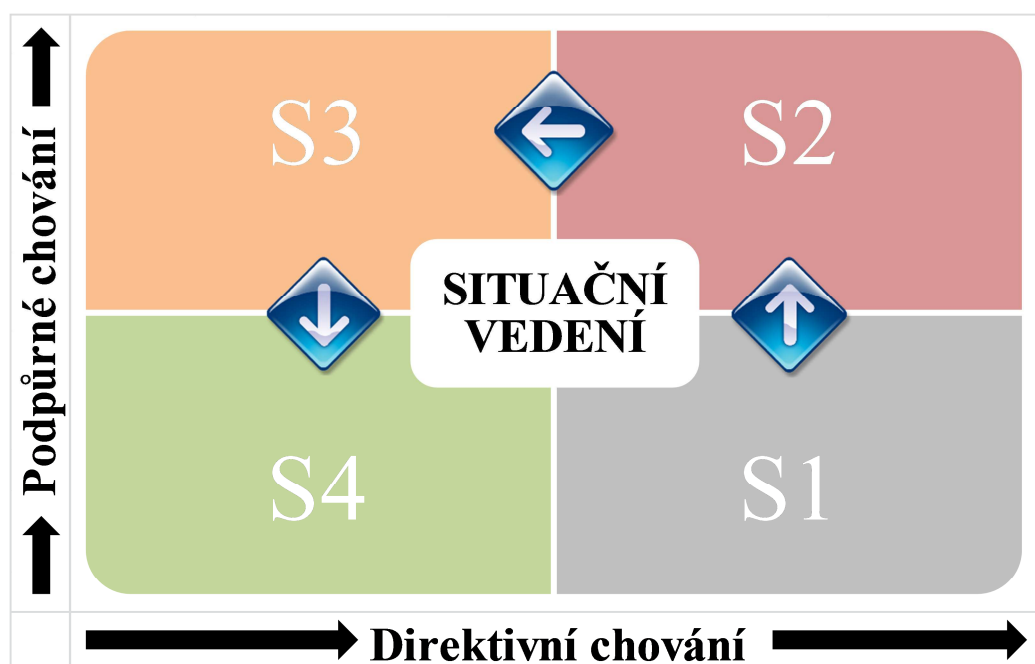 Podpůrné chování
S3
S2
SITUAČNÍ
VEDENÍ
S4
S1
Direktivní chování